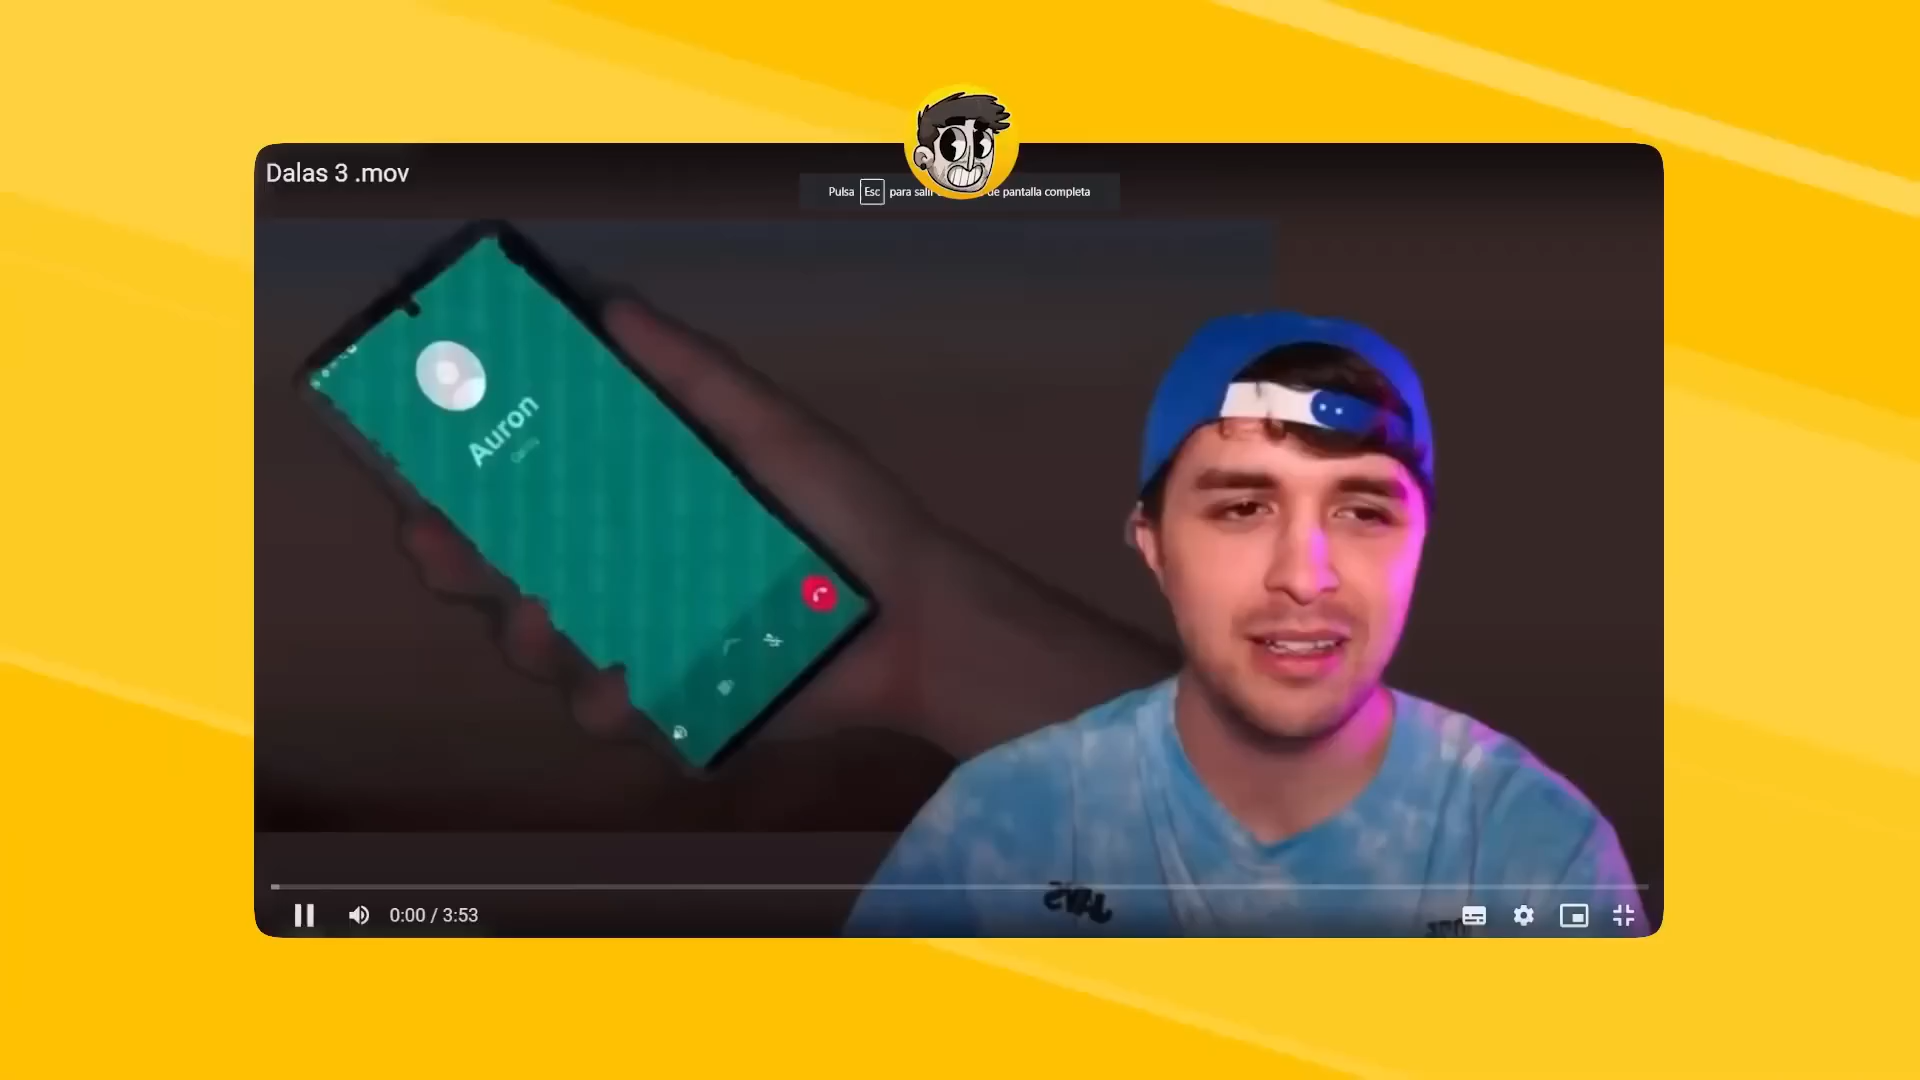 Dalas 3 .mov
Pulsa Esc para salir de pantalla completa
Auron
0:00 / 3:53